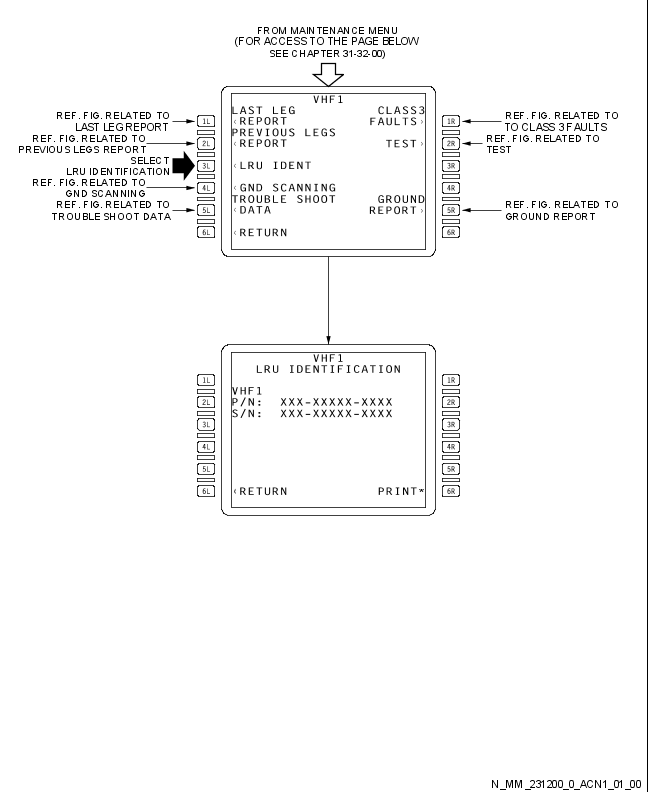 FROM MAINTENANCE MENU
(FOR ACCESS TO THE PAGE BELOW
SEE CHAPTER 31-32-00)
VHF1
LAST LEG CLASS3
REF. FIG. RELATED TO
LAST LEG REPORT
1L
‹REPORT FAULTS›
1R
REF. FIG. RELATED TO
TO CLASS 3 FAULTS
PREVIOUS LEGS
REF. FIG. RELATED TO
PREVIOUS LEGS REPORT
2L
‹REPORT TEST›
2R
REF. FIG. RELATED TO
TEST
SELECT
LRU IDENTIFICATION
3L
‹LRU IDENT
3R
REF. FIG. RELATED TO
GND SCANNING
4L
‹GND SCANNING
4R
TROUBLE SHOOT GROUND
REF. FIG. RELATED TO
TROUBLE SHOOT DATA
5L
‹DATA REPORT›
5R
REF. FIG. RELATED TO
GROUND REPORT
6L
‹RETURN
6R
VHF1
LRU IDENTIFICATION
1L
1R
VHF1
2L
P/N: XXX-XXXXX-XXXX
2R
S/N: XXX-XXXXX-XXXX
3L
3R
4L
4R
5L
5R
6L
‹RETURN PRINT*
6R
N_MM_231200_0_ACN1_01_00